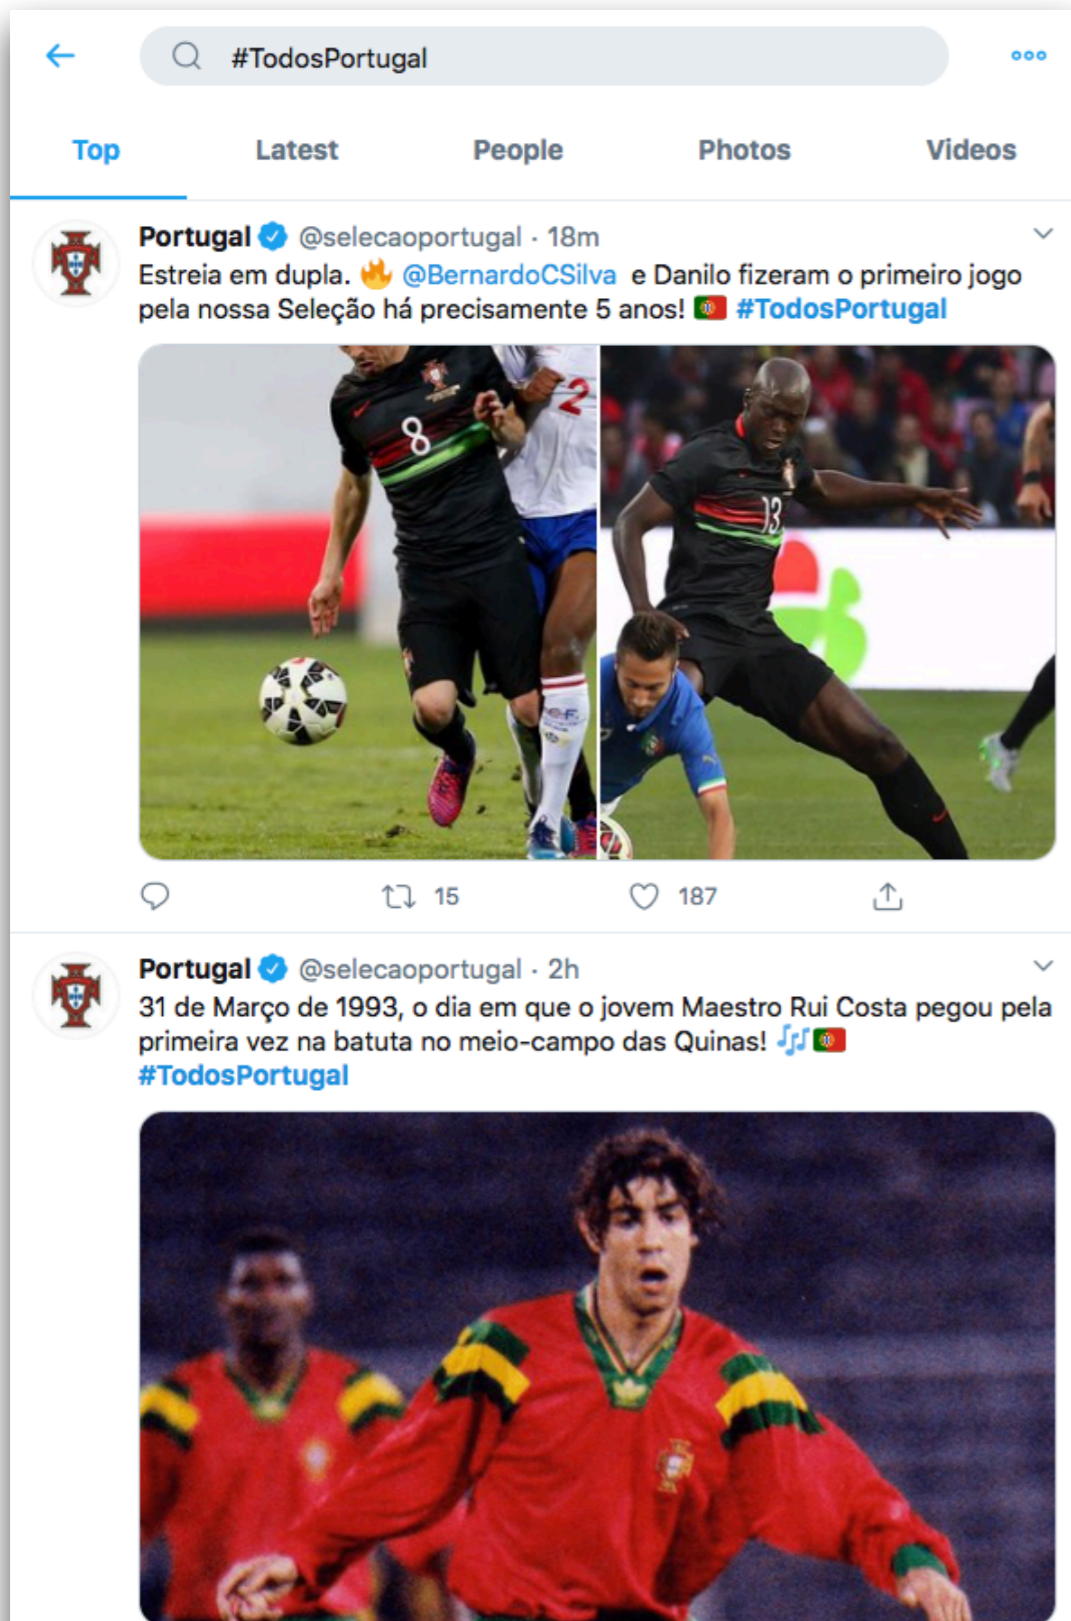 #TodosPortugal
Top Latest People Photos Videos
Portugal @selecaoportugal · 18m
Estreia em dupla. 🔥 @BernardoCSilva e Danilo fizeram o primeiro jogo
pela nossa Seleção há precisamente 5 anos! 🇵🇹 #TodosPortugal
8
2
13
15 187
Portugal @selecaoportugal · 2h
31 de Março de 1993, o dia em que o jovem Maestro Rui Costa pegou pela
primeira vez na batuta no meio-campo das Quinas! 🎶🇵🇹
#TodosPortugal